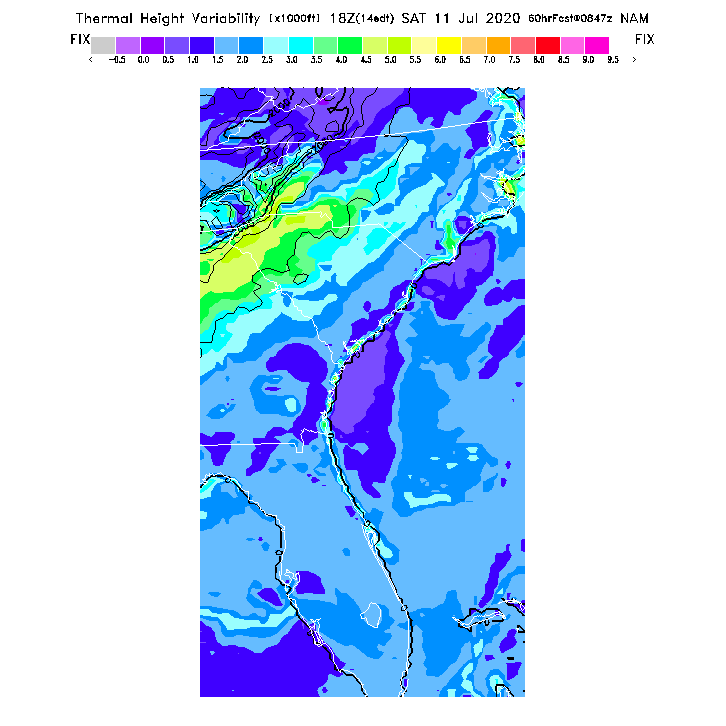 Thermal Height Variability [x1000ft] 18Z(14edt) SAT 11 Jul 2020 60hrFcst@0847z NAM
FIX FIX
< -0.5 0.0 0.5 1.0 1.5 2.0 2.5 3.0 3.5 4.0 4.5 5.0 5.5 6.0 6.5 7.0 7.5 8.0 8.5 9.0 9.5 >